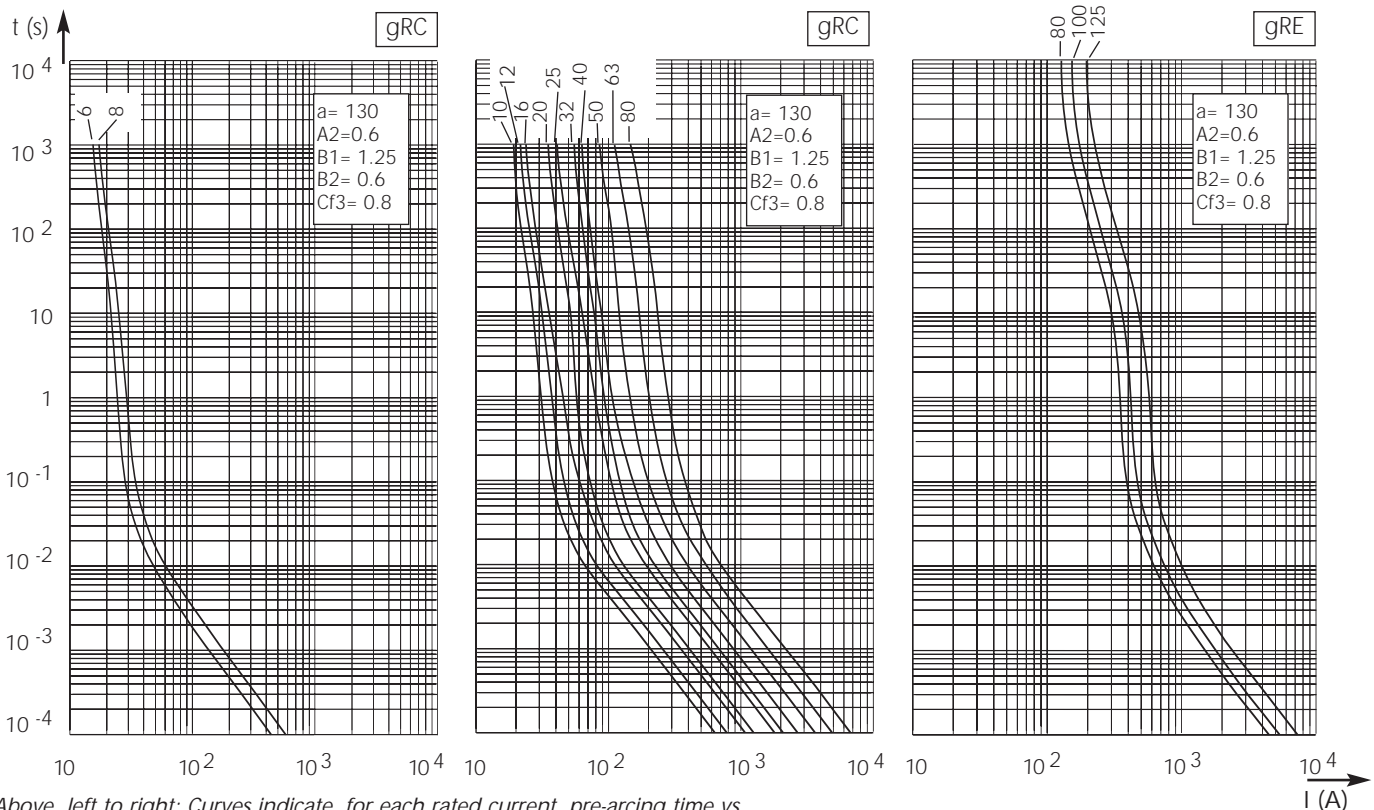 t (s)
gRC
gRC
gRE
80
100
125
10 4
10 3
10 2
10
1
10 -1
10 -2
10 -3
10 -4
6
8
a= 130
A2=0.6
B1= 1.25
B2= 0.6
Cf3= 0.8
10
12
16
20
25
32
40
50
63
80
a= 130
A2=0.6
B1= 1.25
B2= 0.6
Cf3= 0.8
a= 130
A2=0.6
B1= 1.25
B2= 0.6
Cf3= 0.8
10 10 2 10 3 10 4
10 10 2 10 3 10 4
10 10 2 10 3 10 4
I (A)
Above, left to right: Curves indicate, for each rated current, pre-arcing time vs.